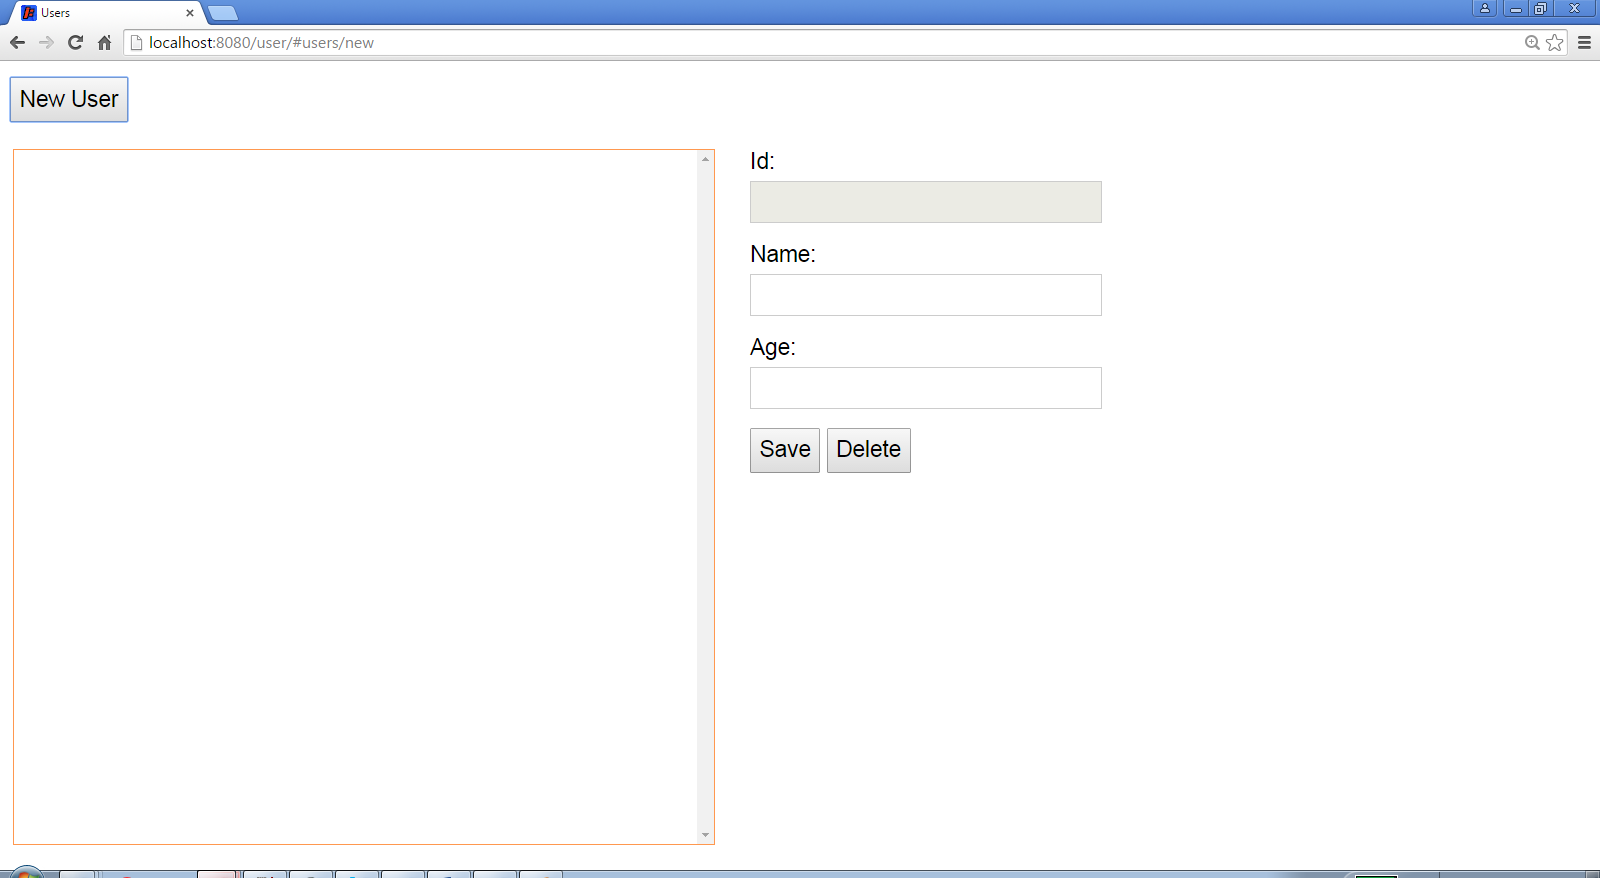 Users
localhost:8080/user/#users/new
New User
Id:
Name:
Age:
Save Delete